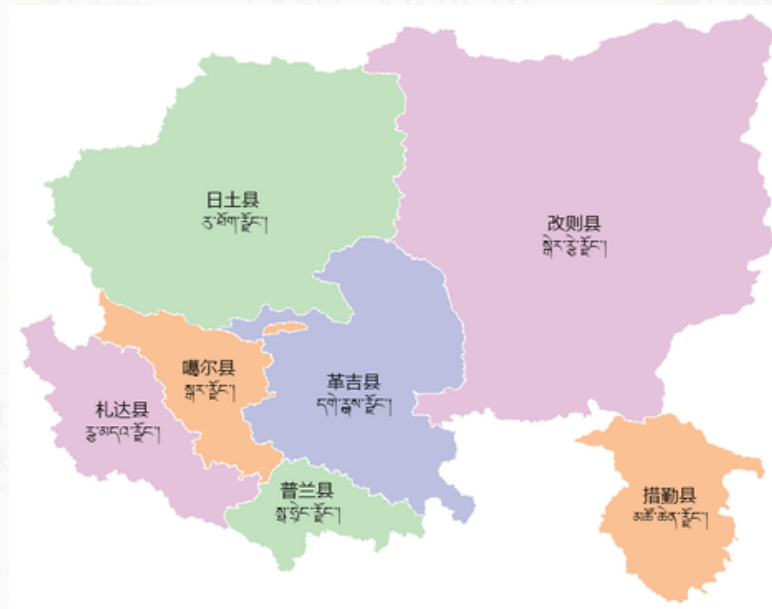 日土县
རུ་ཐོག་རྫོང་།
改则县
སྒེར་རྩེ་རྫོང་།
噶尔县
སྒར་རྫོང་།
革吉县
དགེ་རྒྱས་རྫོང་།
札达县
རྩ་མདའ་རྫོང་།
普兰县
སྤུ་ཧྲེང་རྫོང་།
措勤县
མཚོ་ཆེན་རྫོང་།